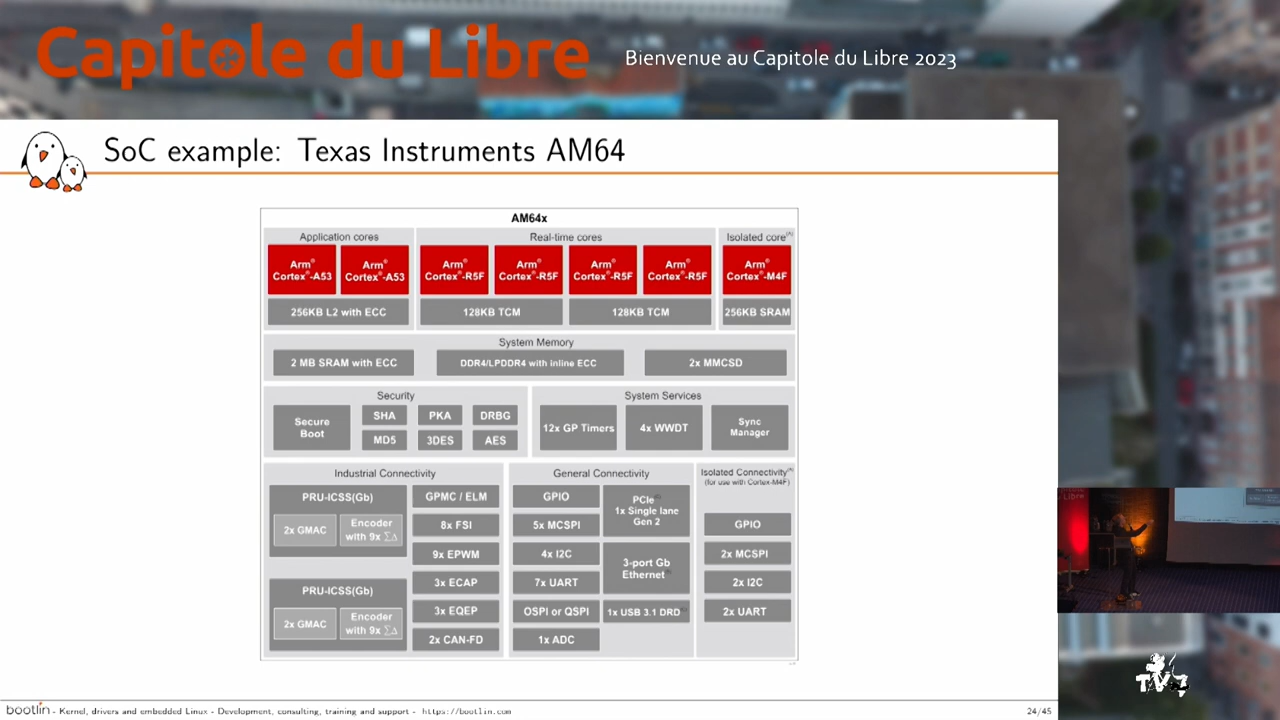 Capitole du Libre
Bienvenue au Capitole du Libre 2023
SoC example: Texas Instruments AM64
AM64x
Application cores
Real-time cores
Isolated core(A)
Arm®
Cortex®-A53
Arm®
Cortex®-A53
Arm®
Cortex®-R5F
Arm®
Cortex®-R5F
Arm®
Cortex®-R5F
Arm®
Cortex®-R5F
Arm®
Cortex®-M4F
256KB L2 with ECC
128KB TCM
128KB TCM
256KB SRAM
System Memory
2 MB SRAM with ECC
DDR4/LPDDR4 with inline ECC
2x MMCSD
Security
Secure
Boot
SHA
PKA
DRBG
MD5
3DES
AES
System Services
12x GP Timers
4x WWDT
Sync
Manager
Industrial Connectivity
PRU-ICSS(Gb)
2x GMAC
Encoder
with 9x ΣΔ
PRU-ICSS(Gb)
2x GMAC
Encoder
with 9x ΣΔ
GPMC / ELM
8x FSI
9x EPWM
3x ECAP
3x EQEP
2x CAN-FD
General Connectivity
GPIO
5x MCSPI
4x I2C
7x UART
OSPI or QSPI
1x ADC
PCIe
1x Single lane
Gen 2
3-port Gb
Ethernet
1x USB 3.1 DRD
Isolated Connectivity(A)
(for use with Cortex-M4F)
GPIO
2x MCSPI
2x I2C
2x UART
bootlin - Kernel, drivers and embedded Linux - Development, consulting, training and support - https://bootlin.com
24/45